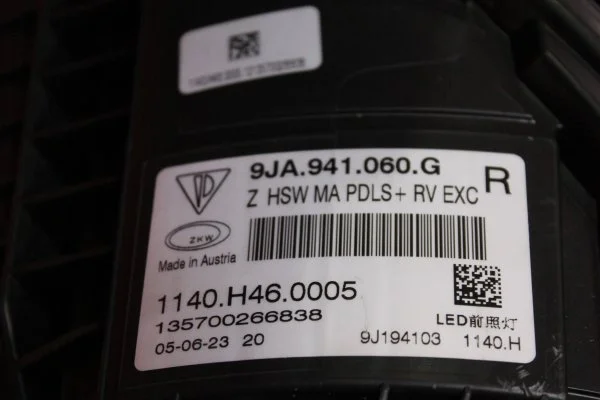 9JA.941.060.G
R
Z HSW MA PDLS+ RV EXC
PD
ZKW
Made in Austria
1140.H46.0005
135700266838
LED前照灯
05-06-23 20
9J194103
1140.H